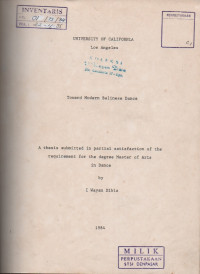 INVENTARIS
PERPUSTAKAAN
UNIVERSITY OF CALIFORNIA
Los Angeles
Toward Modern Balinese Dance
A thesis submitted in partial satisfaction of the
requirement for the degree Master of Arts
in Dance
by
I Wayan Dibia
MILIK
PERPUSTAKAAN
STSI DENPASAR